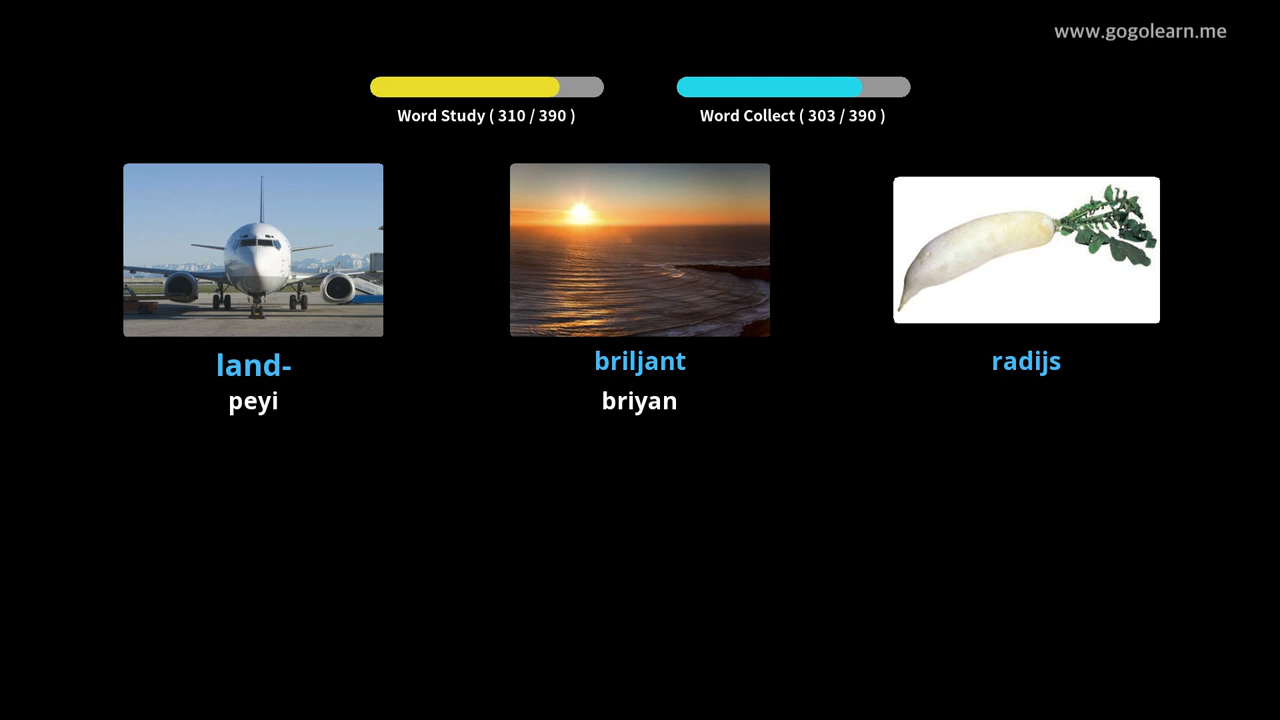 www.gogolearn.me
Word Study ( 310 / 390 )
Word Collect ( 303 / 390 )
land-
peyi
briljant
briyan
radijs